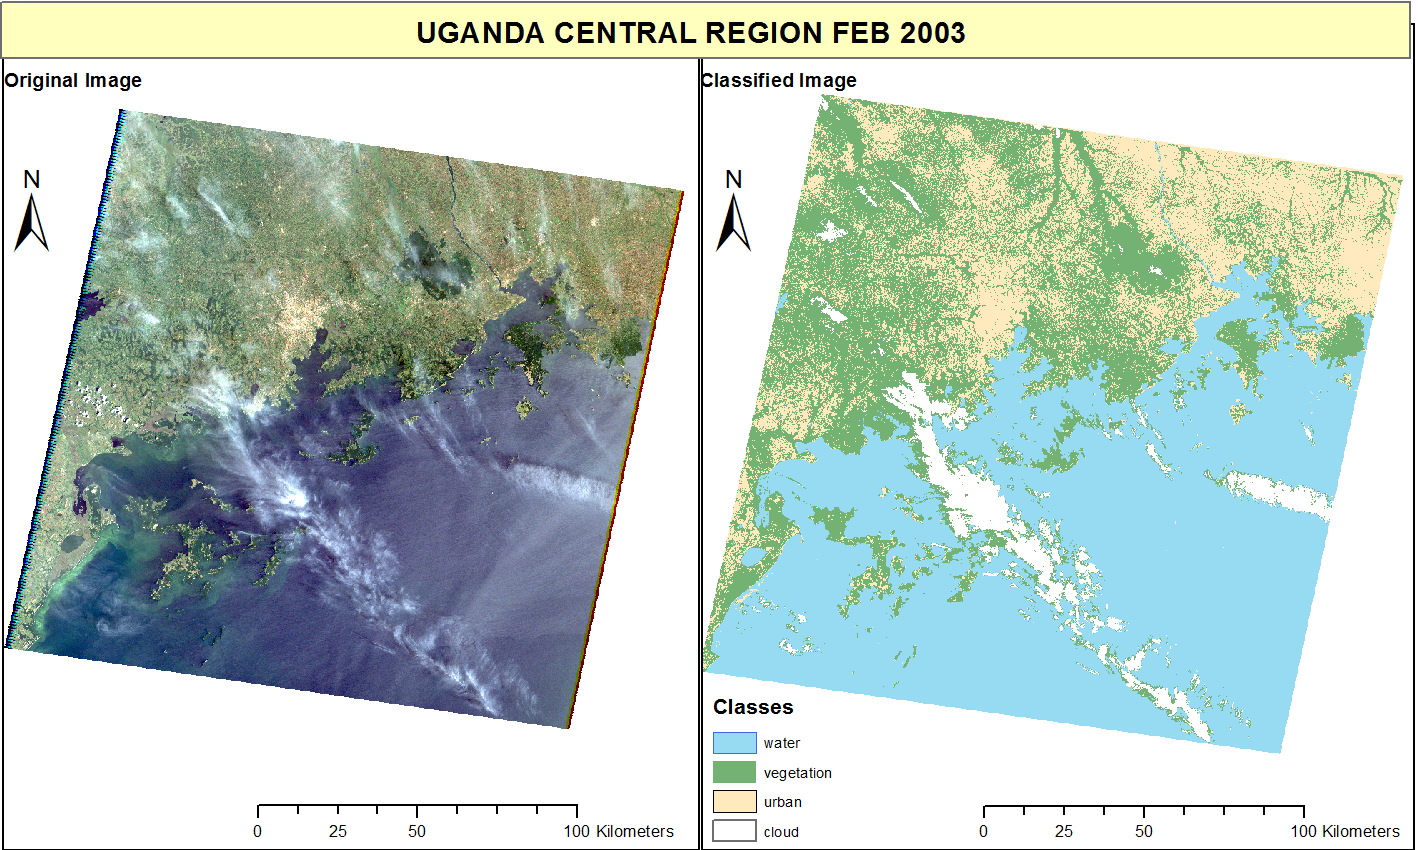 UGANDA CENTRAL REGION FEB 2003
Original Image
N
0 25 50 100 Kilometers
Classified Image
N
Classes
water
vegetation
urban
cloud
0 25 50 100 Kilometers